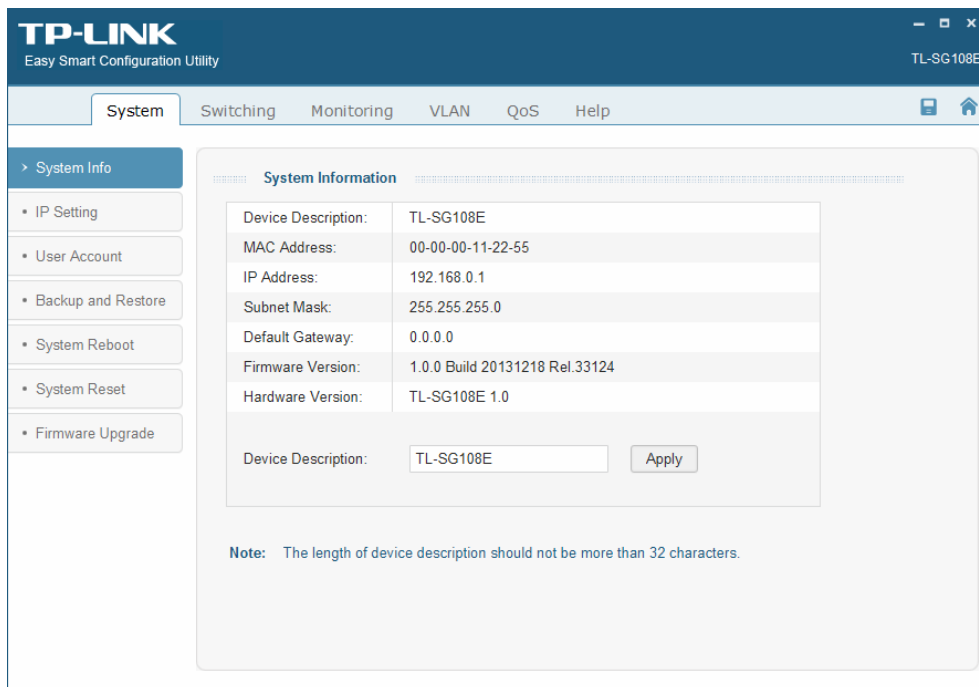 TP-LINK
Easy Smart Configuration Utility
TL-SG108E
System Switching Monitoring VLAN QoS Help
System Info
IP Setting
User Account
Backup and Restore
System Reboot
System Reset
Firmware Upgrade
System Information
Device Description: TL-SG108E
MAC Address: 00-00-00-11-22-55
IP Address: 192.168.0.1
Subnet Mask: 255.255.255.0
Default Gateway: 0.0.0.0
Firmware Version: 1.0.0 Build 20131218 Rel.33124
Hardware Version: TL-SG108E 1.0
Device Description: TL-SG108E Apply
Note: The length of device description should not be more than 32 characters.